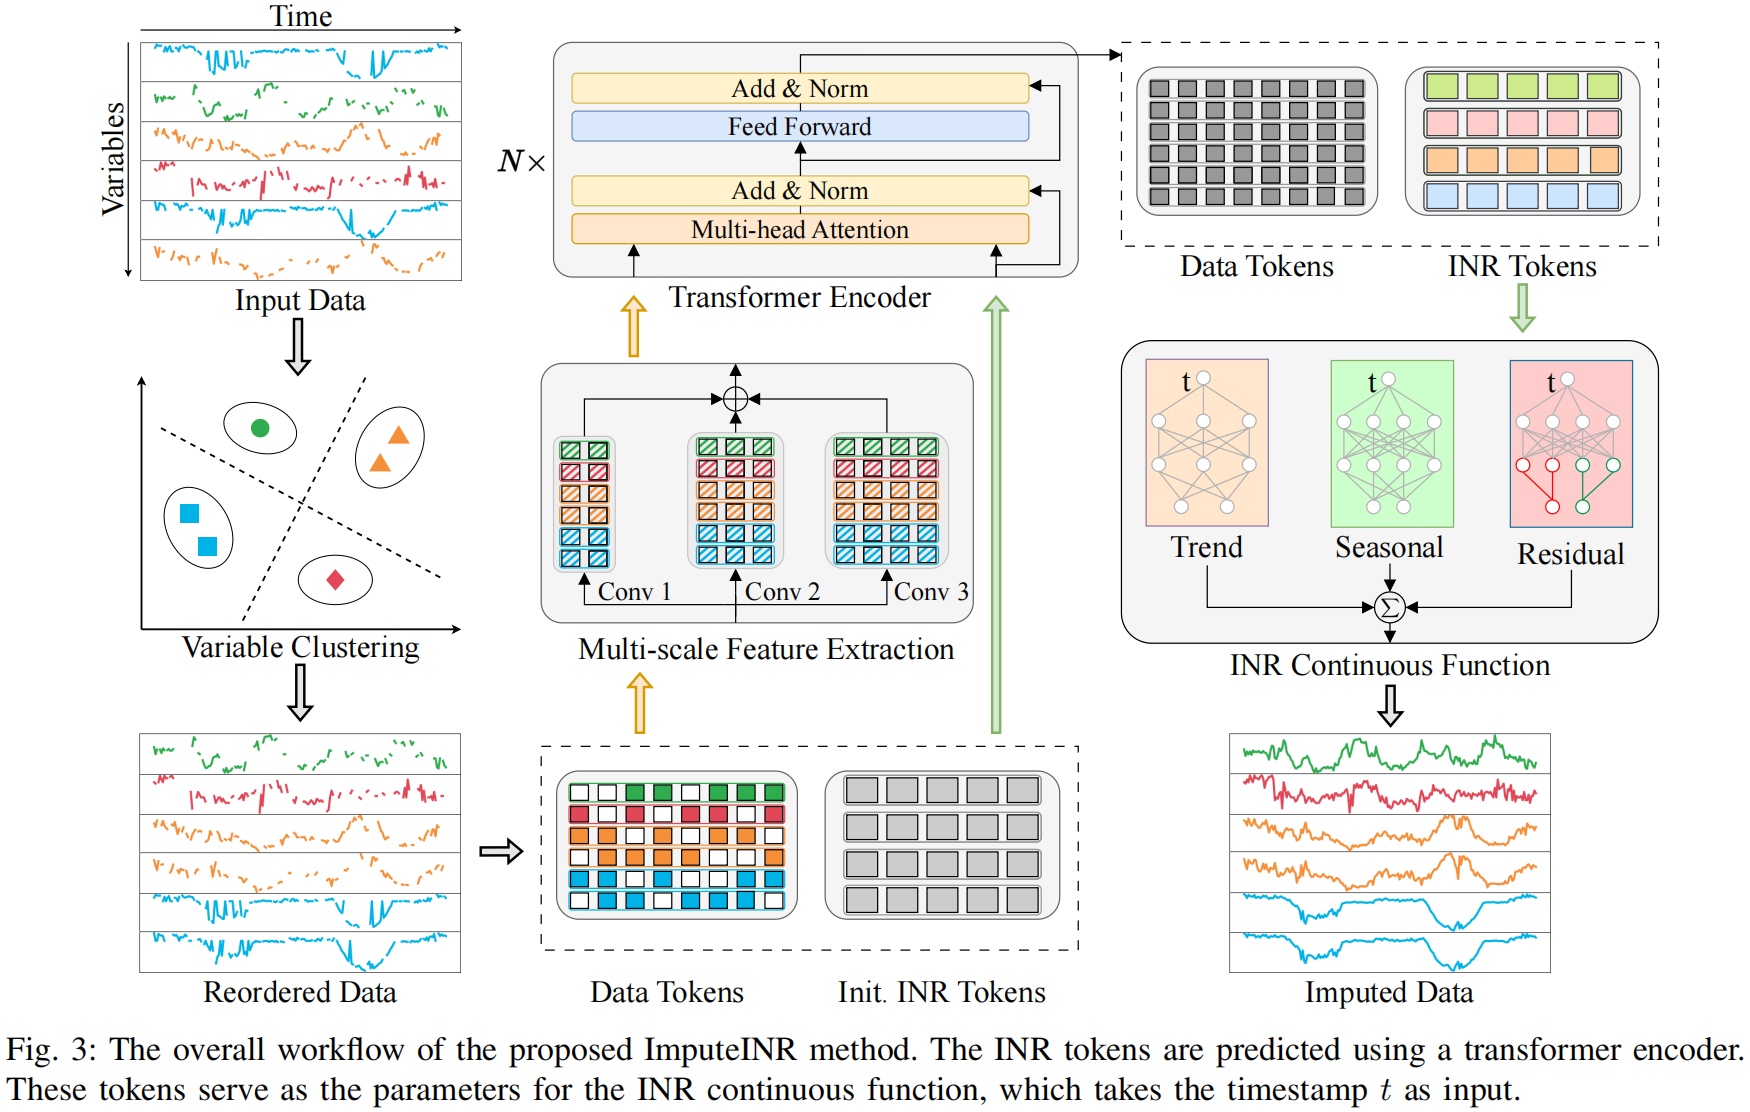 Time
Variables
Input Data
Variable Clustering
Reordered Data
N×
Add & Norm
Feed Forward
Add & Norm
Multi-head Attention
Transformer Encoder
Conv 1
Conv 2
Conv 3
Multi-scale Feature Extraction
Data Tokens
Init. INR Tokens
Data Tokens
INR Tokens
t
t
t
Trend
Seasonal
Residual
Σ
INR Continuous Function
Imputed Data
Fig. 3: The overall workflow of the proposed ImputeINR method. The INR tokens are predicted using a transformer encoder.
These tokens serve as the parameters for the INR continuous function, which takes the timestamp t as input.